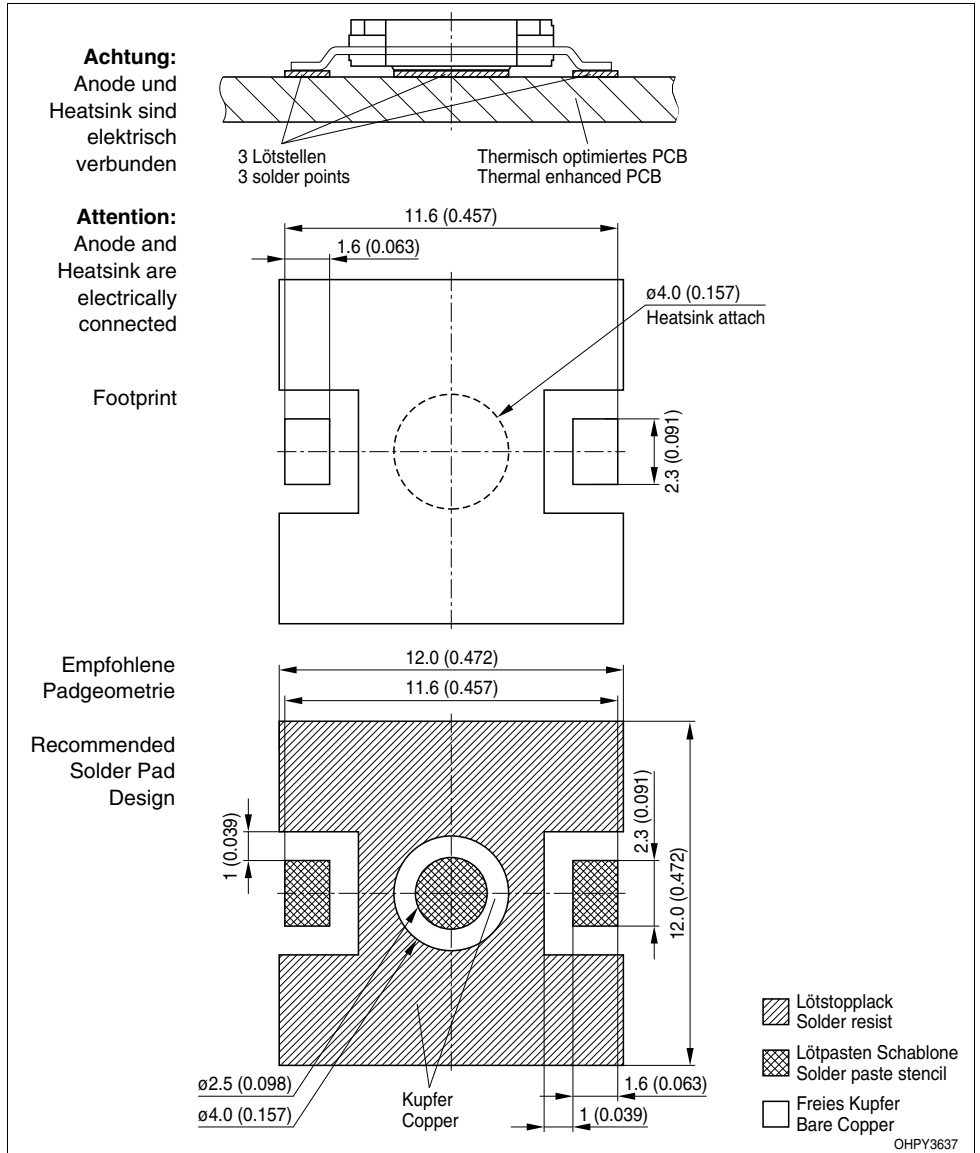 Achtung:
Anode und
Heatsink sind
elektrisch
verbunden
3 Lötstellen
3 solder points
Thermisch optimiertes PCB
Thermal enhanced PCB
Attention:
Anode and
Heatsink are
electrically
connected
Footprint
11.6 (0.457)
1.6 (0.063)
ø4.0 (0.157)
Heatsink attach
2.3 (0.091)
Empfohlene
Padgeometrie
Recommended
Solder Pad
Design
12.0 (0.472)
11.6 (0.457)
1 (0.039)
2.3 (0.091)
12.0 (0.472)
ø2.5 (0.098)
ø4.0 (0.157)
Kupfer
Copper
1.6 (0.063)
1 (0.039)
Lötstopplack
Solder resist
Lötpasten Schablone
Solder paste stencil
Freies Kupfer
Bare Copper
OHPY3637